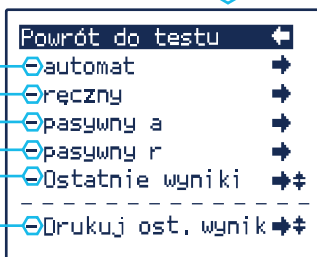 Powrót do testu
automat
ręczny
pasywny a
pasywny r
Ostatnie wyniki
Drukuj ost. wynik